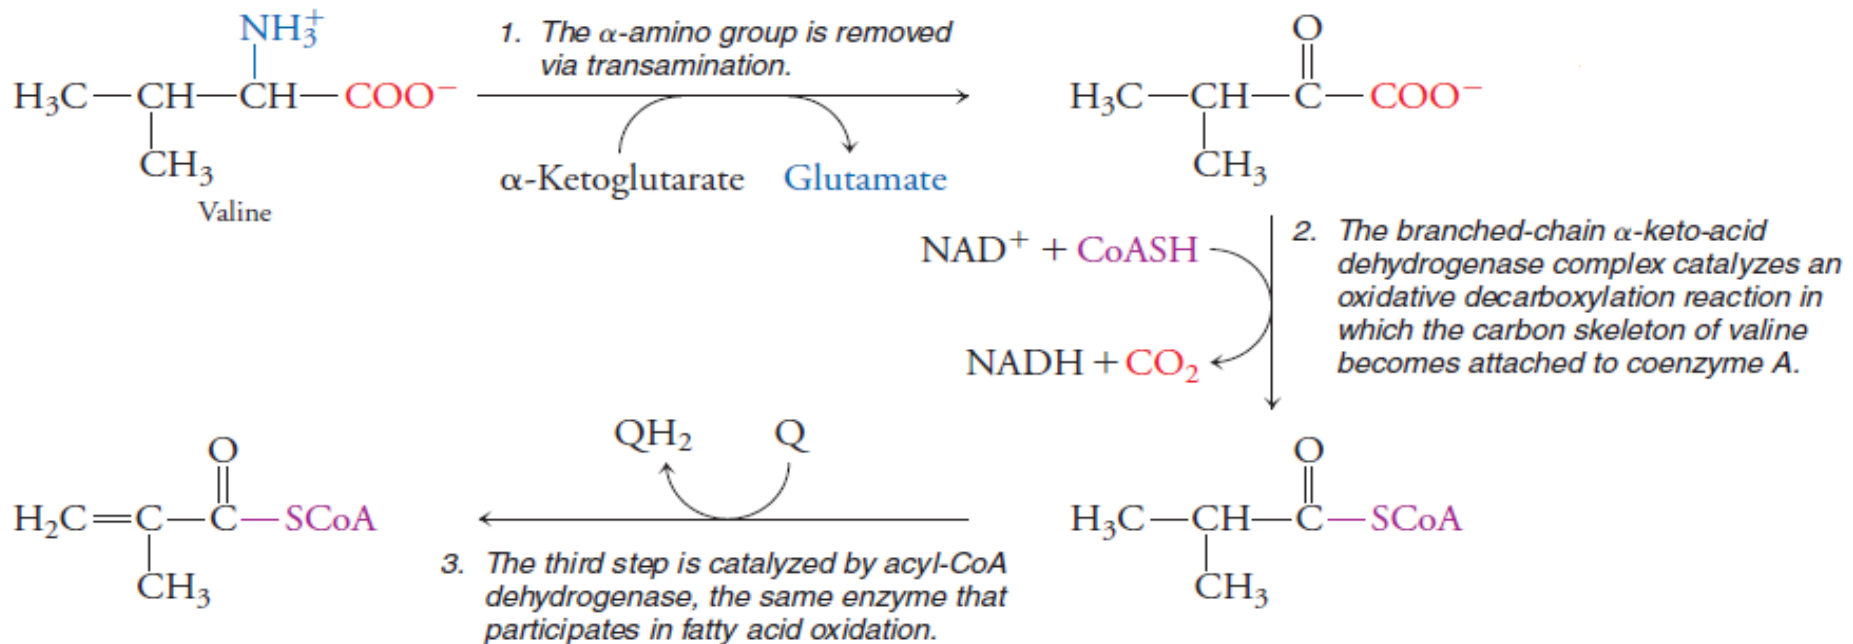 NH₃⁺
1. The α-amino group is removed
via transamination.
O
H₃C—CH—CH—COO⁻
H₃C—CH—C—COO⁻
CH₃
α-Ketoglutarate Glutamate
CH₃
Valine
NAD⁺ + CoASH
2. The branched-chain α-keto-acid
dehydrogenase complex catalyzes an
oxidative decarboxylation reaction in
which the carbon skeleton of valine
becomes attached to coenzyme A.
NADH + CO₂
QH₂ Q
O
O
H₂C=C—C—SCoA
H₃C—CH—C—SCoA
CH₃
3. The third step is catalyzed by acyl-CoA
dehydrogenase, the same enzyme that
participates in fatty acid oxidation.
CH₃